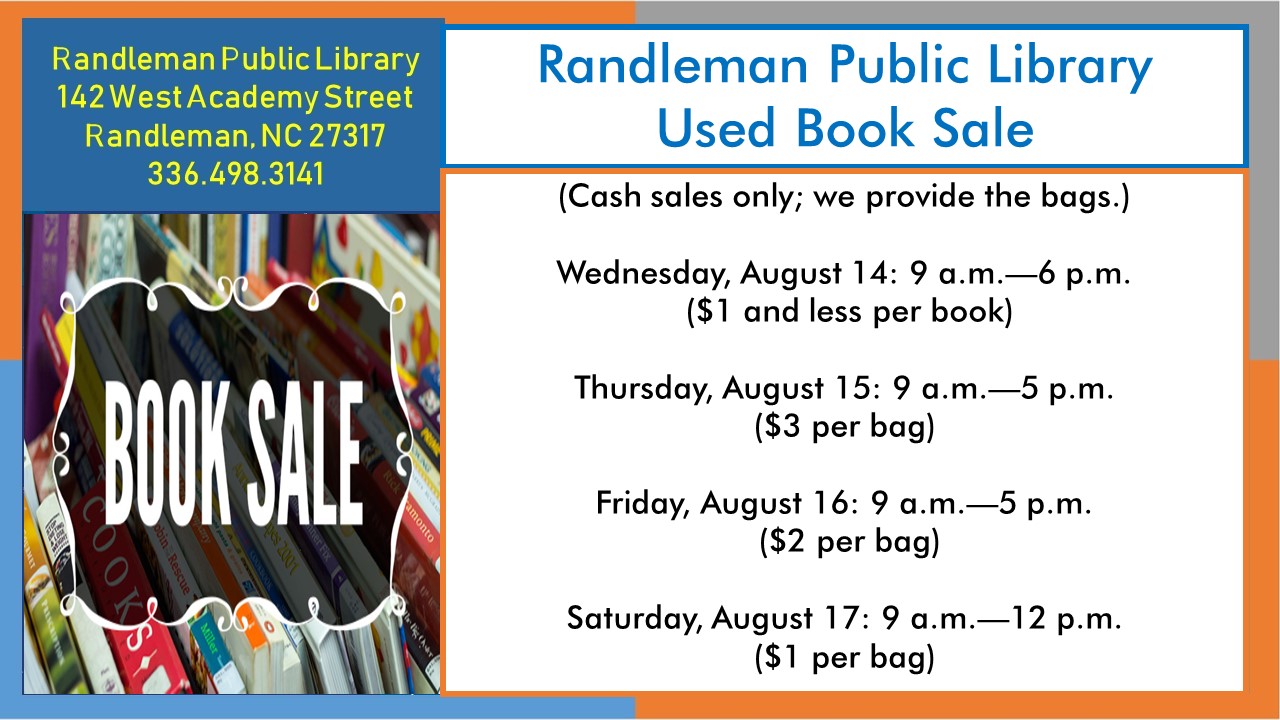 Randleman Public Library
142 West Academy Street
Randleman, NC 27317
336.498.3141
Randleman Public Library
Used Book Sale
(Cash sales only; we provide the bags.)
Wednesday, August 14: 9 a.m.—6 p.m.
($1 and less per book)
Thursday, August 15: 9 a.m.—5 p.m.
($3 per bag)
Friday, August 16: 9 a.m.—5 p.m.
($2 per bag)
Saturday, August 17: 9 a.m.—12 p.m.
($1 per bag)
BOOK SALE
COOKS
Miller